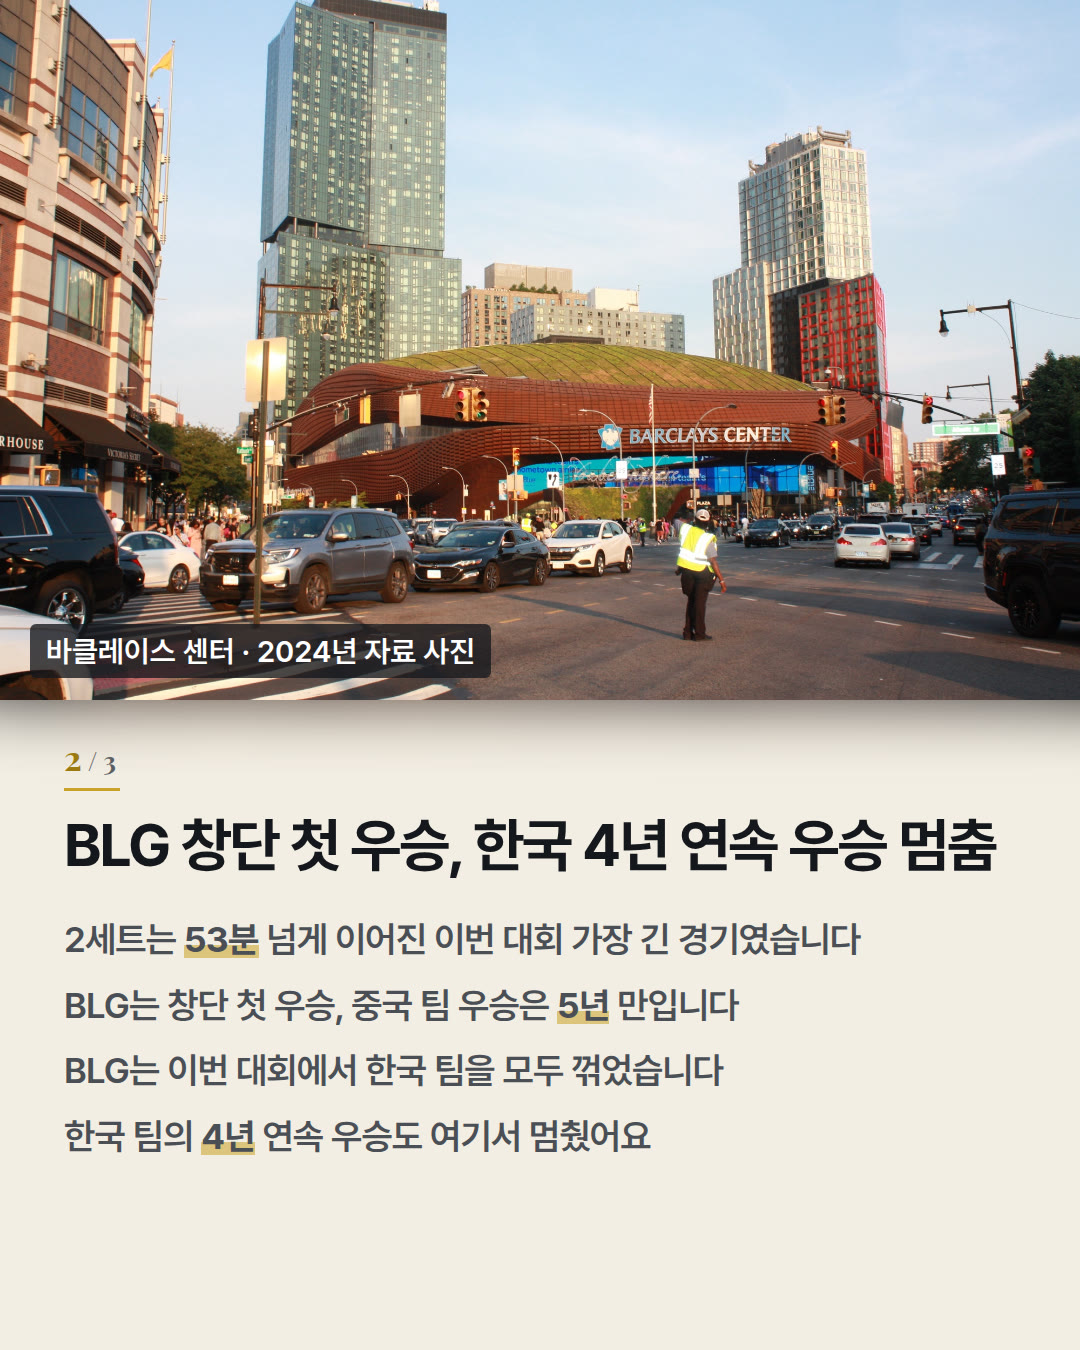 BARCLAYS CENTER
RHOUSE
VICTORIA'S SECRET
바클레이스 센터 · 2024년 자료 사진
2 / 3
BLG 창단 첫 우승, 한국 4년 연속 우승 멈춤
2세트는 53분 넘게 이어진 이번 대회 가장 긴 경기였습니다
BLG는 창단 첫 우승, 중국 팀 우승은 5년 만입니다
BLG는 이번 대회에서 한국 팀을 모두 꺾었습니다
한국 팀의 4년 연속 우승도 여기서 멈췄어요